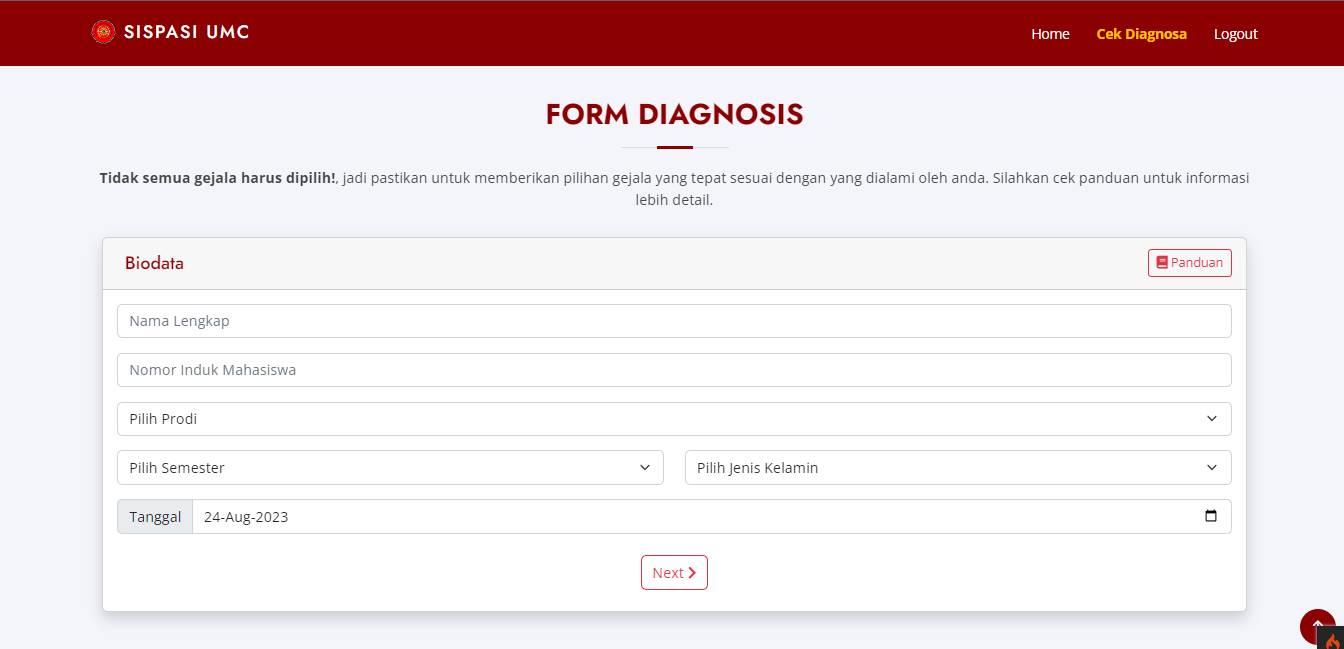 SISPASI UMC
Home
Cek Diagnosa
Logout
FORM DIAGNOSIS
Tidak semua gejala harus dipilih!, jadi pastikan untuk memberikan pilihan gejala yang tepat sesuai dengan yang dialami oleh anda. Silahkan cek panduan untuk informasi
lebih detail.
Biodata
Panduan
Nama Lengkap
Nomor Induk Mahasiswa
Pilih Prodi
Pilih Semester
Pilih Jenis Kelamin
Tanggal
24-Aug-2023
Next